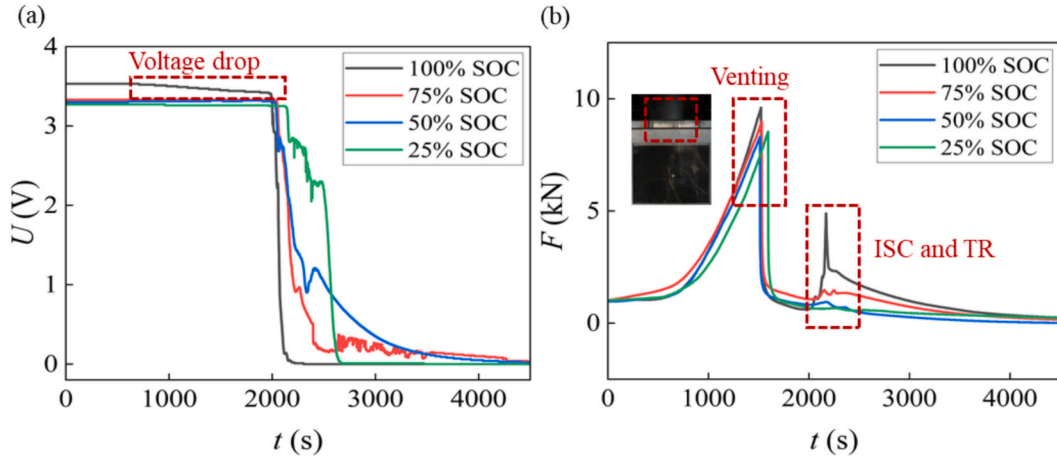 (a)
Voltage drop
100% SOC
75% SOC
50% SOC
25% SOC
4
3
2
1
0
U (V)
0
1000
2000
3000
4000
t (s)
(b)
Venting
100% SOC
75% SOC
50% SOC
25% SOC
ISC and TR
10
5
0
F (kN)
0
1000
2000
3000
4000
t (s)